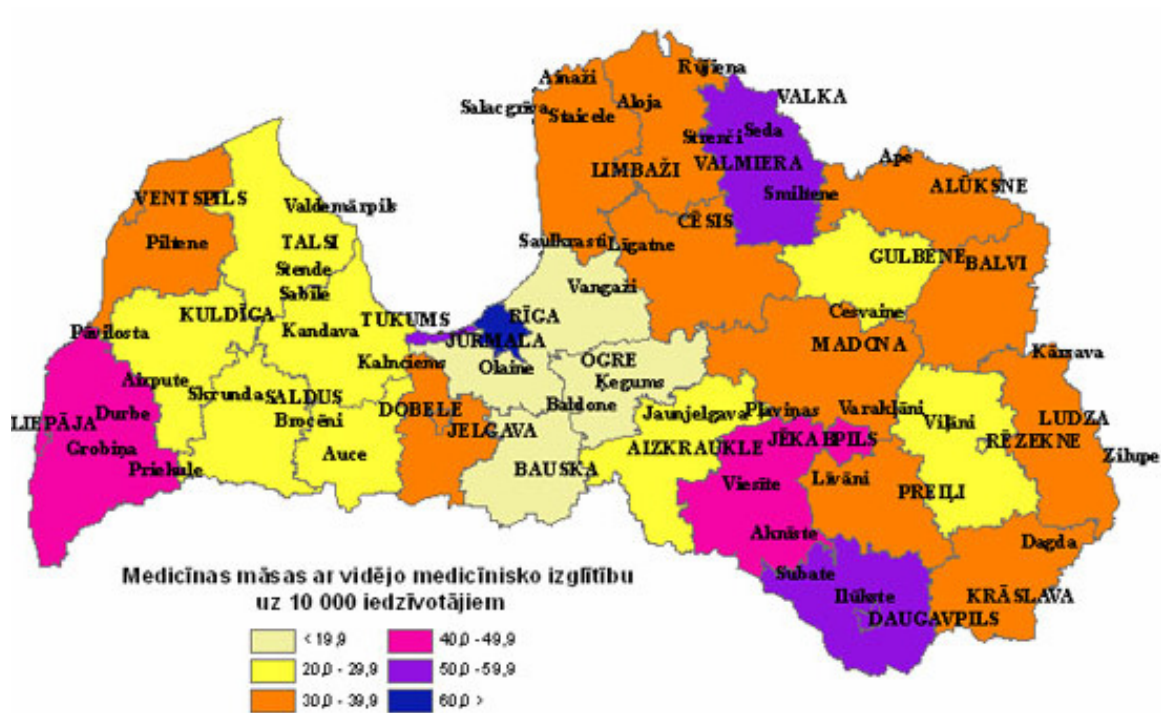 Rūjiena
Ainaži
Salacgrīva
Aloja
VALKA
Staicele
Seda
Strenči
Ape
LIMBAŽI
VALMIERA
ALŪKSNE
VENTSPILS
Smiltene
Valdemārpils
CĒSIS
Piltene
TALSI
Saulkrasti
Līgatne
GULBENE
BALVI
Stende
Vangaži
Sabile
KULDĪGA
TUKUMS
RĪGA
Cesvaine
Pāvilosta
Kandava
JŪRMALA
MADONA
Kalnciems
Olaine
OGRE
Kārsava
Aizpute
Ķegums
Skrunda
SALDUS
DOBELE
Baldone
Jaunjelgava
Pļaviņas
Varakļāni
Viļāni
LUDZA
LIEPĀJA
Durbe
Brocēni
JELGAVA
JĒKABPILS
RĒZEKNE
Grobiņa
Auce
BAUSKA
AIZKRAUKLE
Zilupe
Priekule
Viesīte
Līvāni
PREIĻI
Aknīste
Dagda
Medicīnas māsas ar vidējo medicīnisko izglītību
uz 10 000 iedzīvotājiem
Subate
Ilūkste
KRĀSLAVA
DAUGAVPILS
< 19,9
40,0 - 49,9
20,0 - 29,9
50,0 - 59,9
30,0 - 39,9
60,0 >